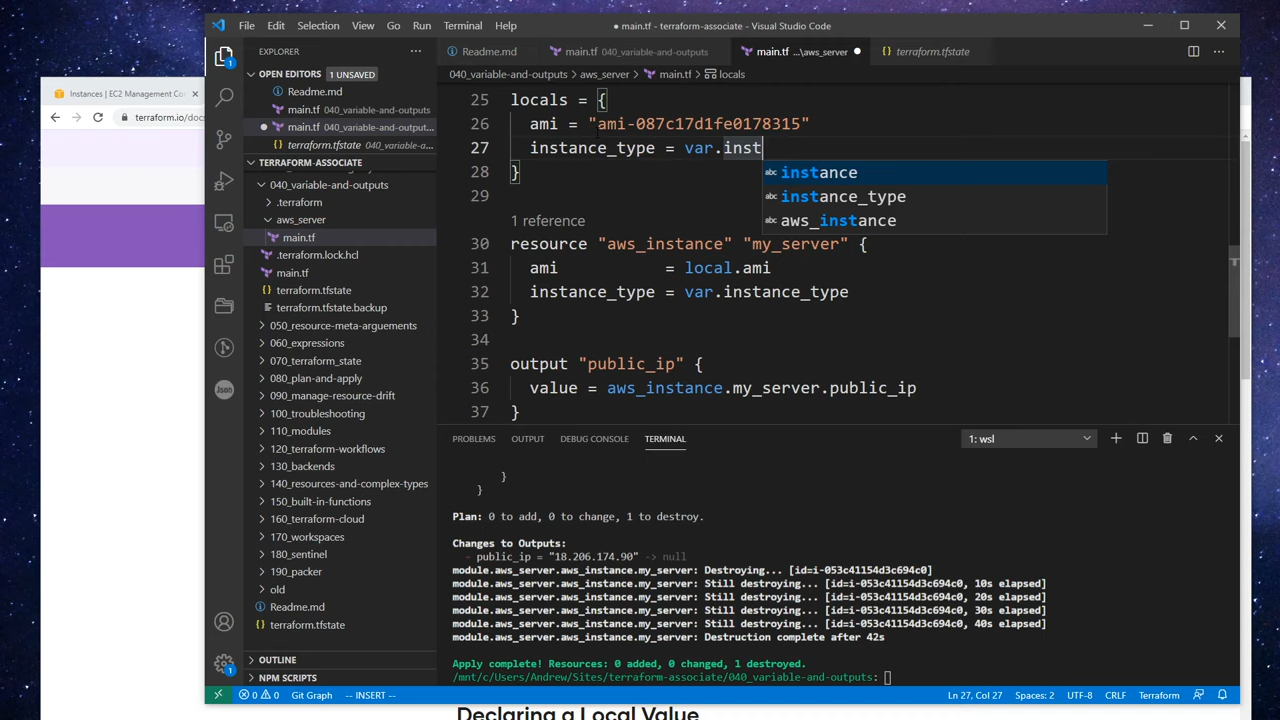 File Edit Selection View Go Run Terminal Help
● main.tf - terraform-associate - Visual Studio Code
Instances | EC2 Management Co
terraform.io/docs
EXPLORER
OPEN EDITORS 1 UNSAVED
Readme.md
main.tf 040_variable-and-outputs
main.tf 040_variable-and-output...
terraform.tfstate 040_variable-a...
TERRAFORM-ASSOCIATE
040_variable-and-outputs
.terraform
aws_server
main.tf
.terraform.lock.hcl
main.tf
terraform.tfstate
terraform.tfstate.backup
050_resource-meta-arguements
060_expressions
070_terraform_state
080_plan-and-apply
090_manage-resource-drift
100_troubleshooting
110_modules
120_terraform-workflows
130_backends
140_resources-and-complex-types
150_built-in-functions
160_terraform-cloud
170_workspaces
180_sentinel
190_packer
old
Readme.md
terraform.tfstate
OUTLINE
NPM SCRIPTS
Json
1
1
Readme.md main.tf 040_variable-and-outputs main.tf ...\aws_server ● terraform.tfstate
040_variable-and-outputs > aws_server > main.tf > locals
25 locals = {
26 ami = "ami-087c17d1fe0178315"
27 instance_type = var.inst
28 }
29
abc instance
abc instance_type
abc aws_instance
1 reference
30 resource "aws_instance" "my_server" {
31 ami = local.ami
32 instance_type = var.instance_type
33 }
34
35 output "public_ip" {
36 value = aws_instance.my_server.public_ip
37 }
PROBLEMS OUTPUT DEBUG CONSOLE TERMINAL 1: wsl
}
}
Plan: 0 to add, 0 to change, 1 to destroy.
Changes to Outputs:
- public_ip = "18.206.174.90" -> null
module.aws_server.aws_instance.my_server: Destroying... [id=i-053c41154d3c694c0]
module.aws_server.aws_instance.my_server: Still destroying... [id=i-053c41154d3c694c0, 10s elapsed]
module.aws_server.aws_instance.my_server: Still destroying... [id=i-053c41154d3c694c0, 20s elapsed]
module.aws_server.aws_instance.my_server: Still destroying... [id=i-053c41154d3c694c0, 30s elapsed]
module.aws_server.aws_instance.my_server: Still destroying... [id=i-053c41154d3c694c0, 40s elapsed]
module.aws_server.aws_instance.my_server: Destruction complete after 42s
Apply complete! Resources: 0 added, 0 changed, 1 destroyed.
/mnt/c/Users/Andrew/Sites/terraform-associate/040_variable-and-outputs:
0 0 Git Graph -- INSERT -- Ln 27, Col 27 Spaces: 2 UTF-8 CRLF Terraform
Declaring a Local Value